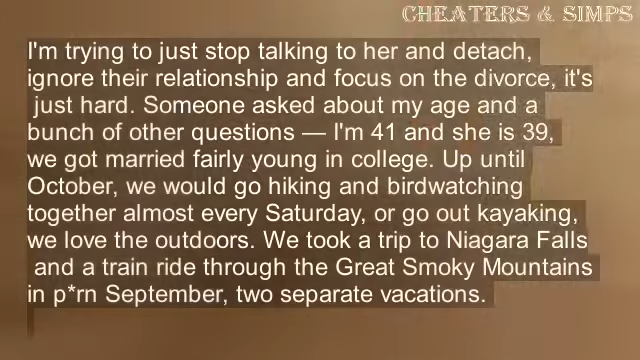 CHEATERS & SIMPS
I'm trying to just stop talking to her and detach,
ignore their relationship and focus on the divorce, it's
just hard. Someone asked about my age and a
bunch of other questions — I'm 41 and she is 39,
we got married fairly young in college. Up until
October, we would go hiking and birdwatching
together almost every Saturday, or go out kayaking,
we love the outdoors. We took a trip to Niagara Falls
and a train ride through the Great Smoky Mountains
in p*rn September, two separate vacations.